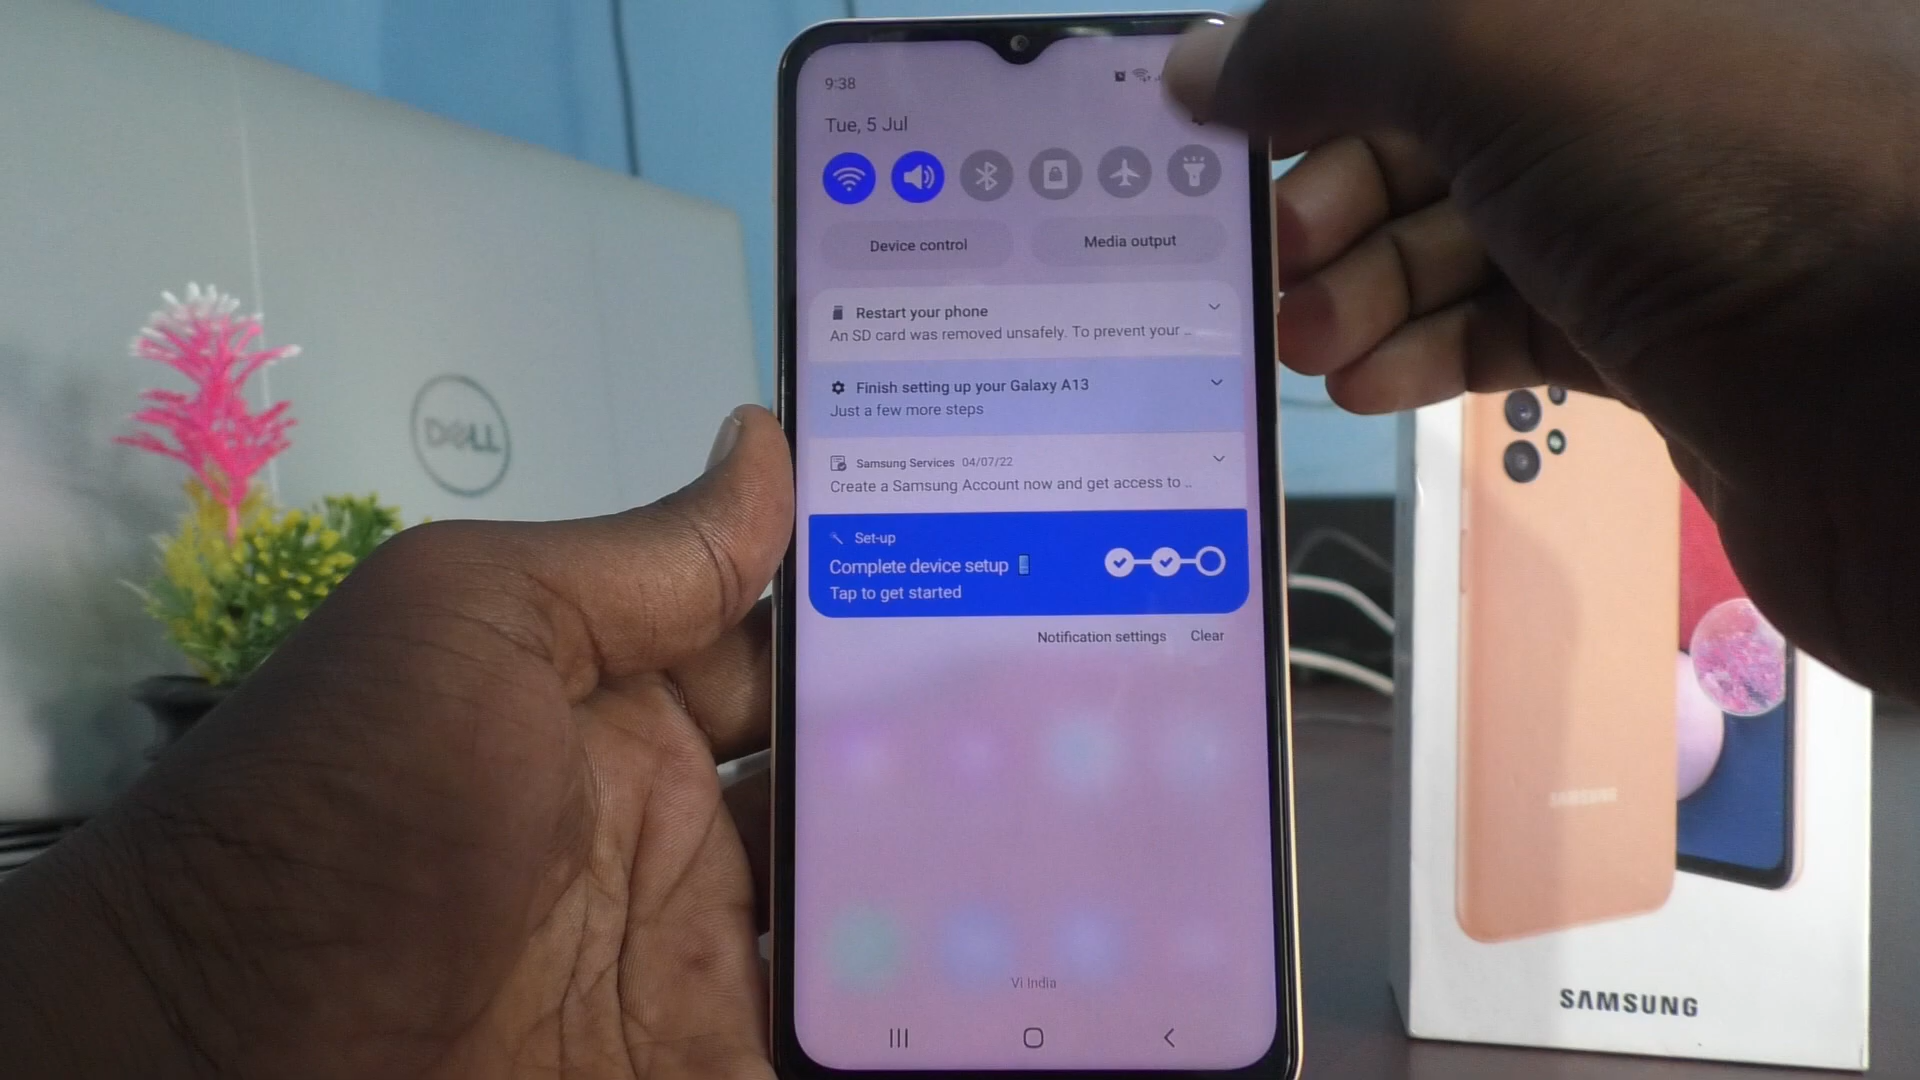 9:38
Tue, 5 Jul
Device control
Media output
Restart your phone
An SD card was removed unsafely. To prevent your ..
Finish setting up your Galaxy A13
Just a few more steps
Samsung Services 04/07/22
Create a Samsung Account now and get access to ..
Set-up
Complete device setup
Tap to get started
Notification settings Clear
Vi India
DELL
SAMSUNG
SAMSUNG